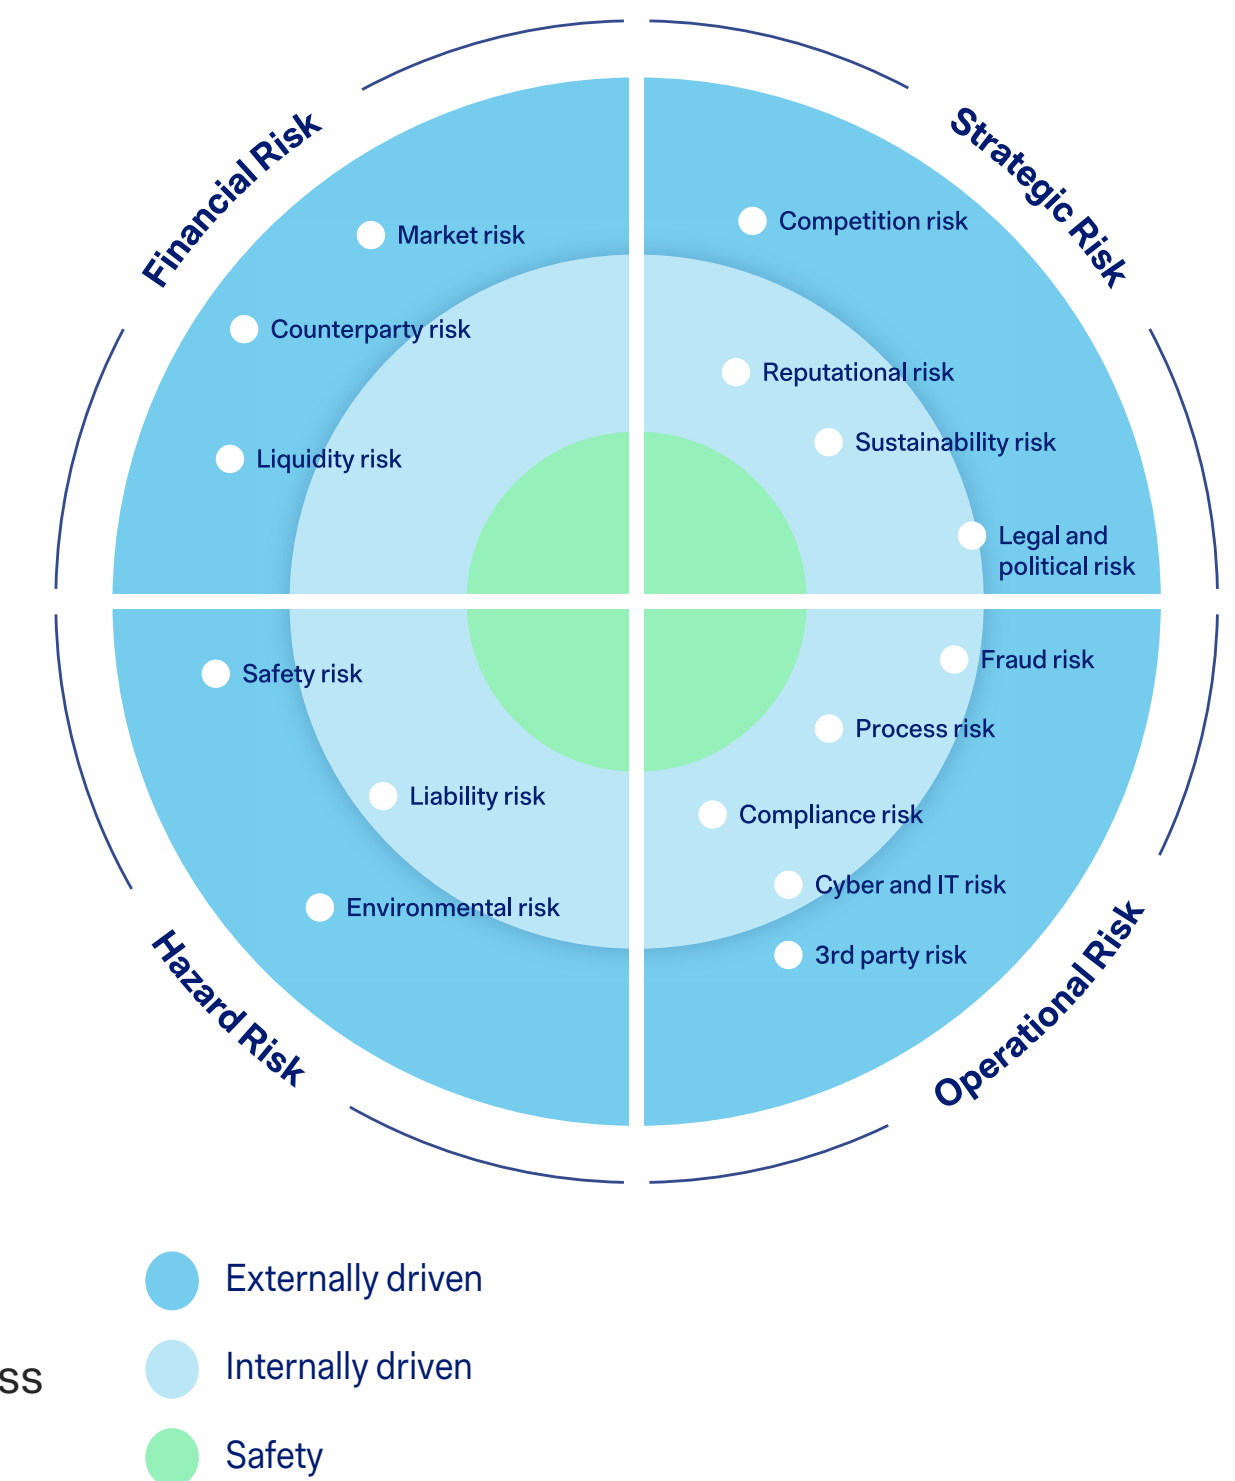 Financial Risk
Strategic Risk
Market risk
Counterparty risk
Liquidity risk
Competition risk
Reputational risk
Sustainability risk
Legal and
political risk
Safety risk
Liability risk
Environmental risk
Fraud risk
Process risk
Compliance risk
Cyber and IT risk
3rd party risk
Hazard Risk
Operational Risk
Externally driven
Internally driven
ss
Safety